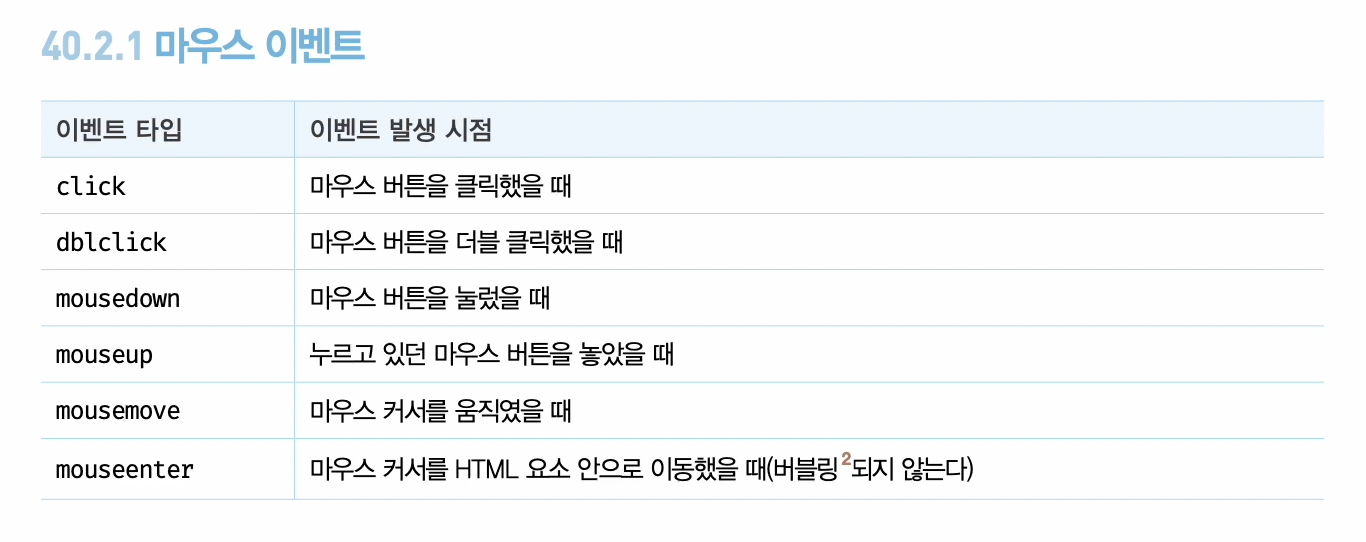 40.2.1 마우스 이벤트
이벤트 타입 이벤트 발생 시점
click 마우스 버튼을 클릭했을 때
dblclick 마우스 버튼을 더블 클릭했을 때
mousedown 마우스 버튼을 눌렀을 때
mouseup 누르고 있던 마우스 버튼을 놓았을 때
mousemove 마우스 커서를 움직였을 때
mouseenter 마우스 커서를 HTML 요소 안으로 이동했을 때(버블링2되지 않는다)